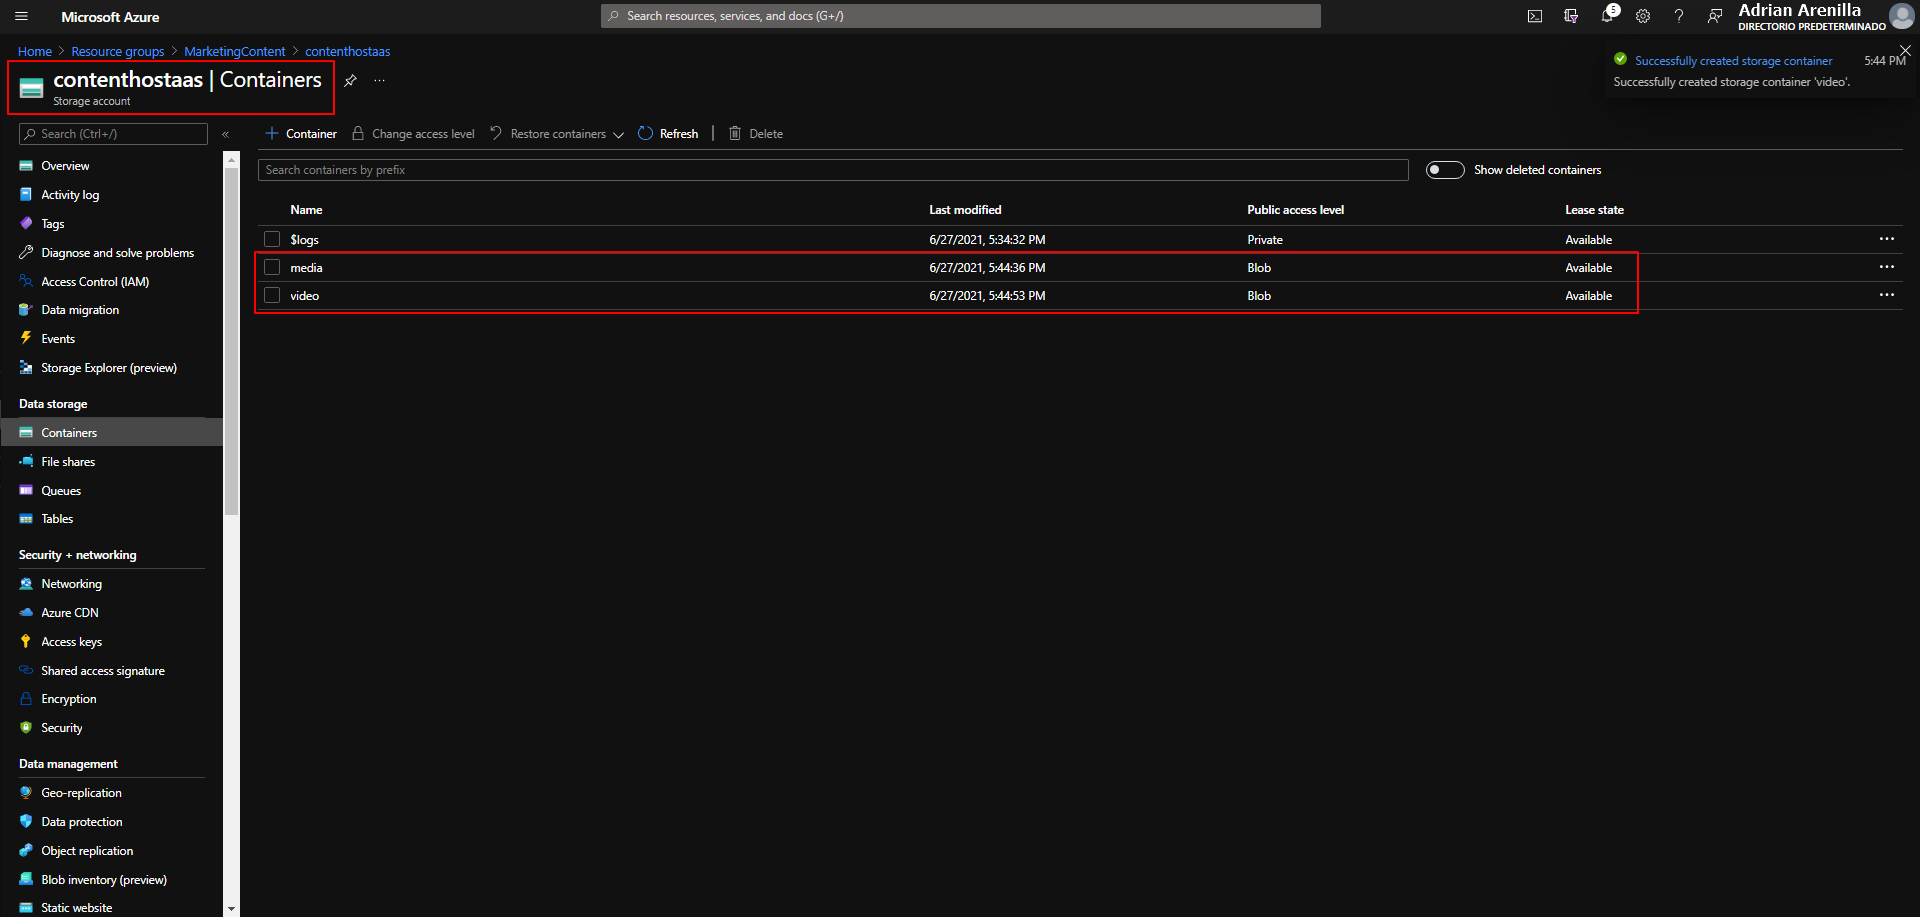 Microsoft Azure
Search resources, services, and docs (G+/)
5
Adrian Arenilla
DIRECTORIO PREDETERMINADO
Home > Resource groups > MarketingContent > contenthostaas
contenthostaas | Containers
Storage account
Successfully created storage container
5:44 PM
Successfully created storage container 'video'.
Search (Ctrl+/)
«
Container
Change access level
Restore containers
Refresh
Delete
Search containers by prefix
Show deleted containers
Name Last modified Public access level Lease state
$logs 6/27/2021, 5:34:32 PM Private Available
media 6/27/2021, 5:44:36 PM Blob Available
video 6/27/2021, 5:44:53 PM Blob Available
Overview
Activity log
Tags
Diagnose and solve problems
Access Control (IAM)
Data migration
Events
Storage Explorer (preview)
Data storage
Containers
File shares
Queues
Tables
Security + networking
Networking
Azure CDN
Access keys
Shared access signature
Encryption
Security
Data management
Geo-replication
Data protection
Object replication
Blob inventory (preview)
Static website